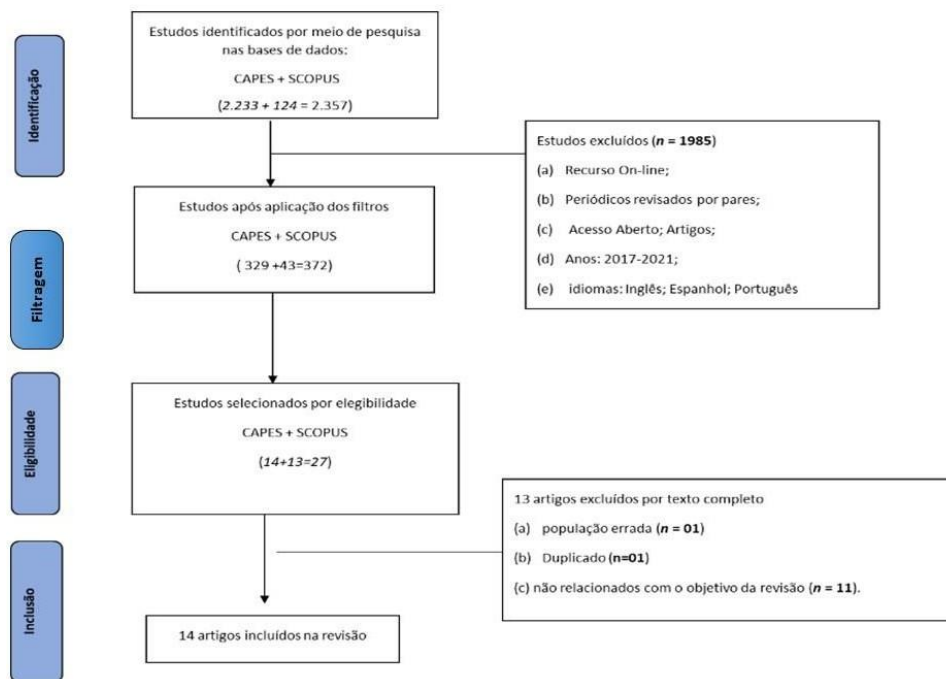 Identificação
Estudos identificados por meio de pesquisa
nas bases de dados:
CAPES + SCOPUS
(2.233 + 124 = 2.357)
Estudos excluídos (n = 1985)
(a) Recurso On-line;
(b) Periódicos revisados por pares;
(c) Acesso Aberto; Artigos;
(d) Anos: 2017-2021;
(e) idiomas: Inglês; Espanhol; Português
Filtragem
Estudos após aplicação dos filtros
CAPES + SCOPUS
( 329 +43=372)
Eligibilidade
Estudos selecionados por elegibilidade
CAPES + SCOPUS
(14+13=27)
13 artigos excluídos por texto completo
(a) população errada (n = 01)
(b) Duplicado (n=01)
(c) não relacionados com o objetivo da revisão (n = 11).
Inclusão
14 artigos incluídos na revisão